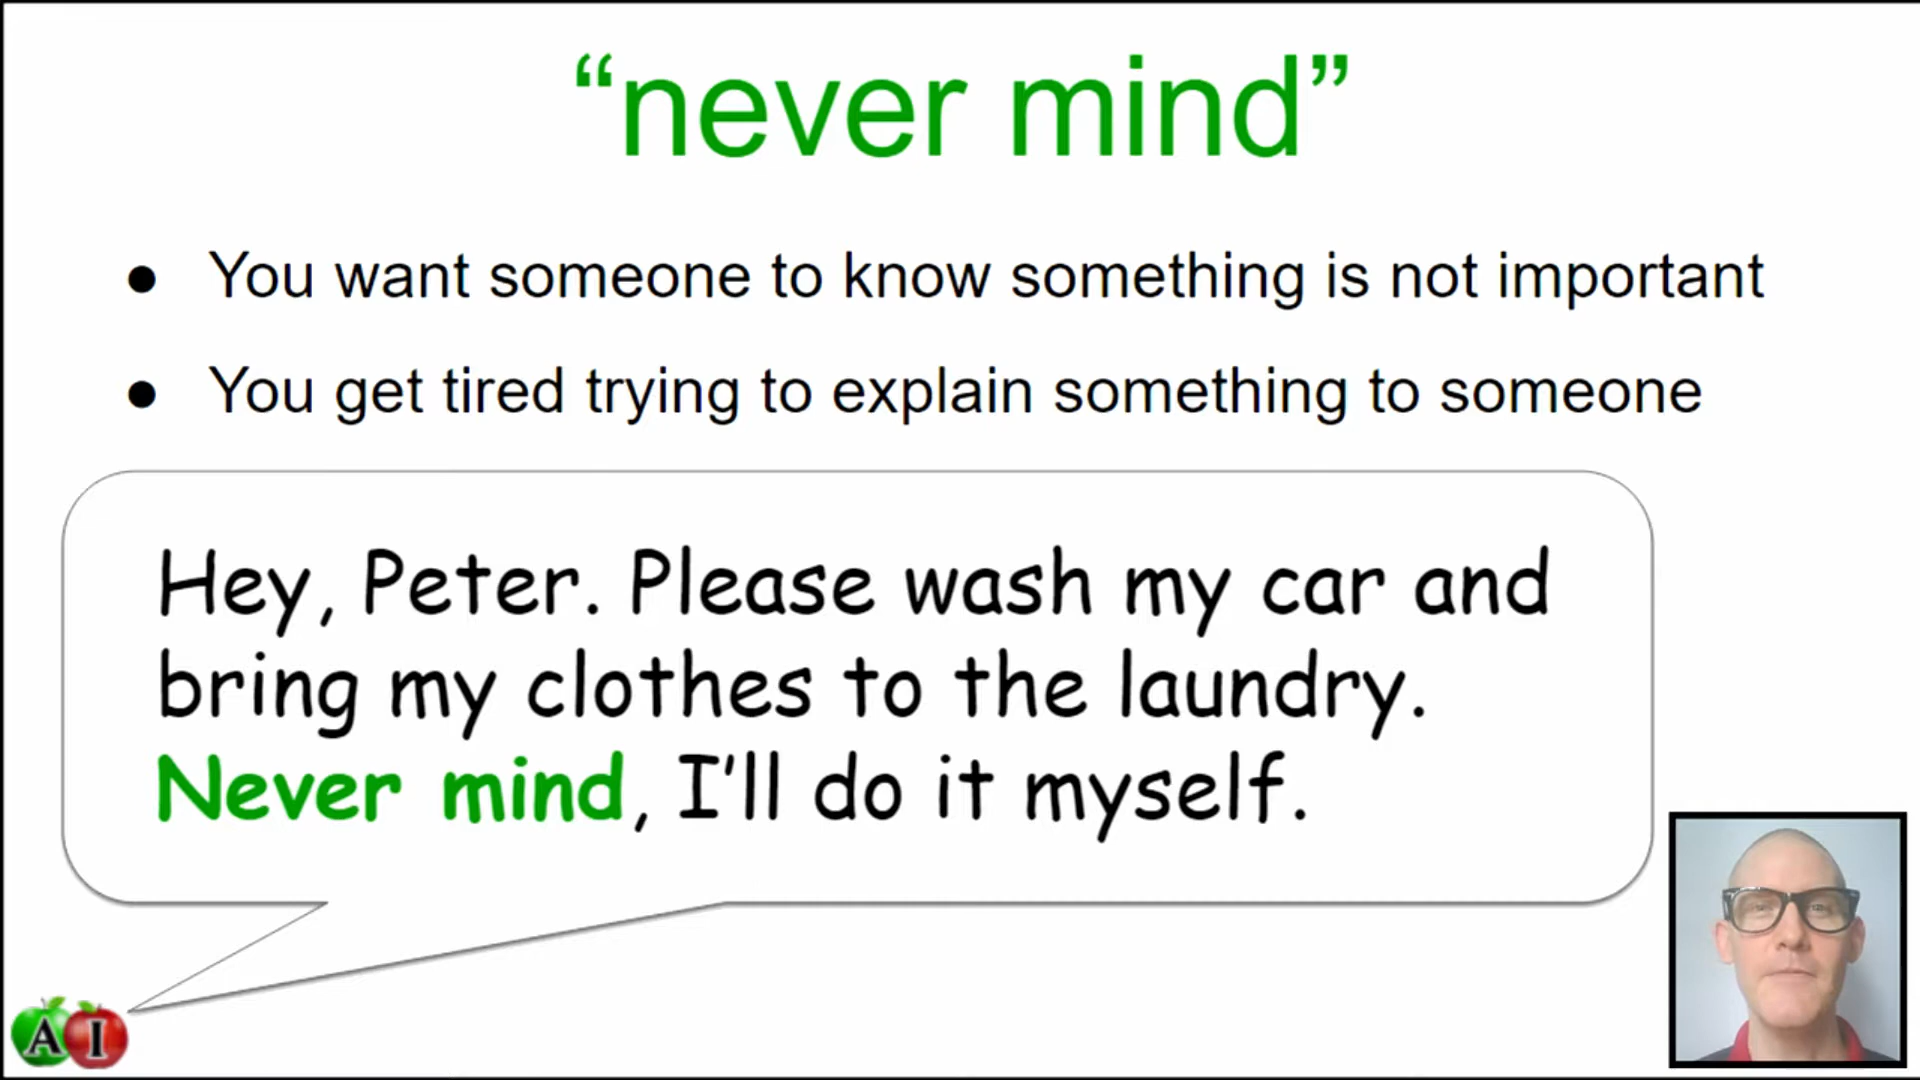 “never mind”
● You want someone to know something is not important
● You get tired trying to explain something to someone
Hey, Peter. Please wash my car and
bring my clothes to the laundry.
Never mind, I’ll do it myself.
A I